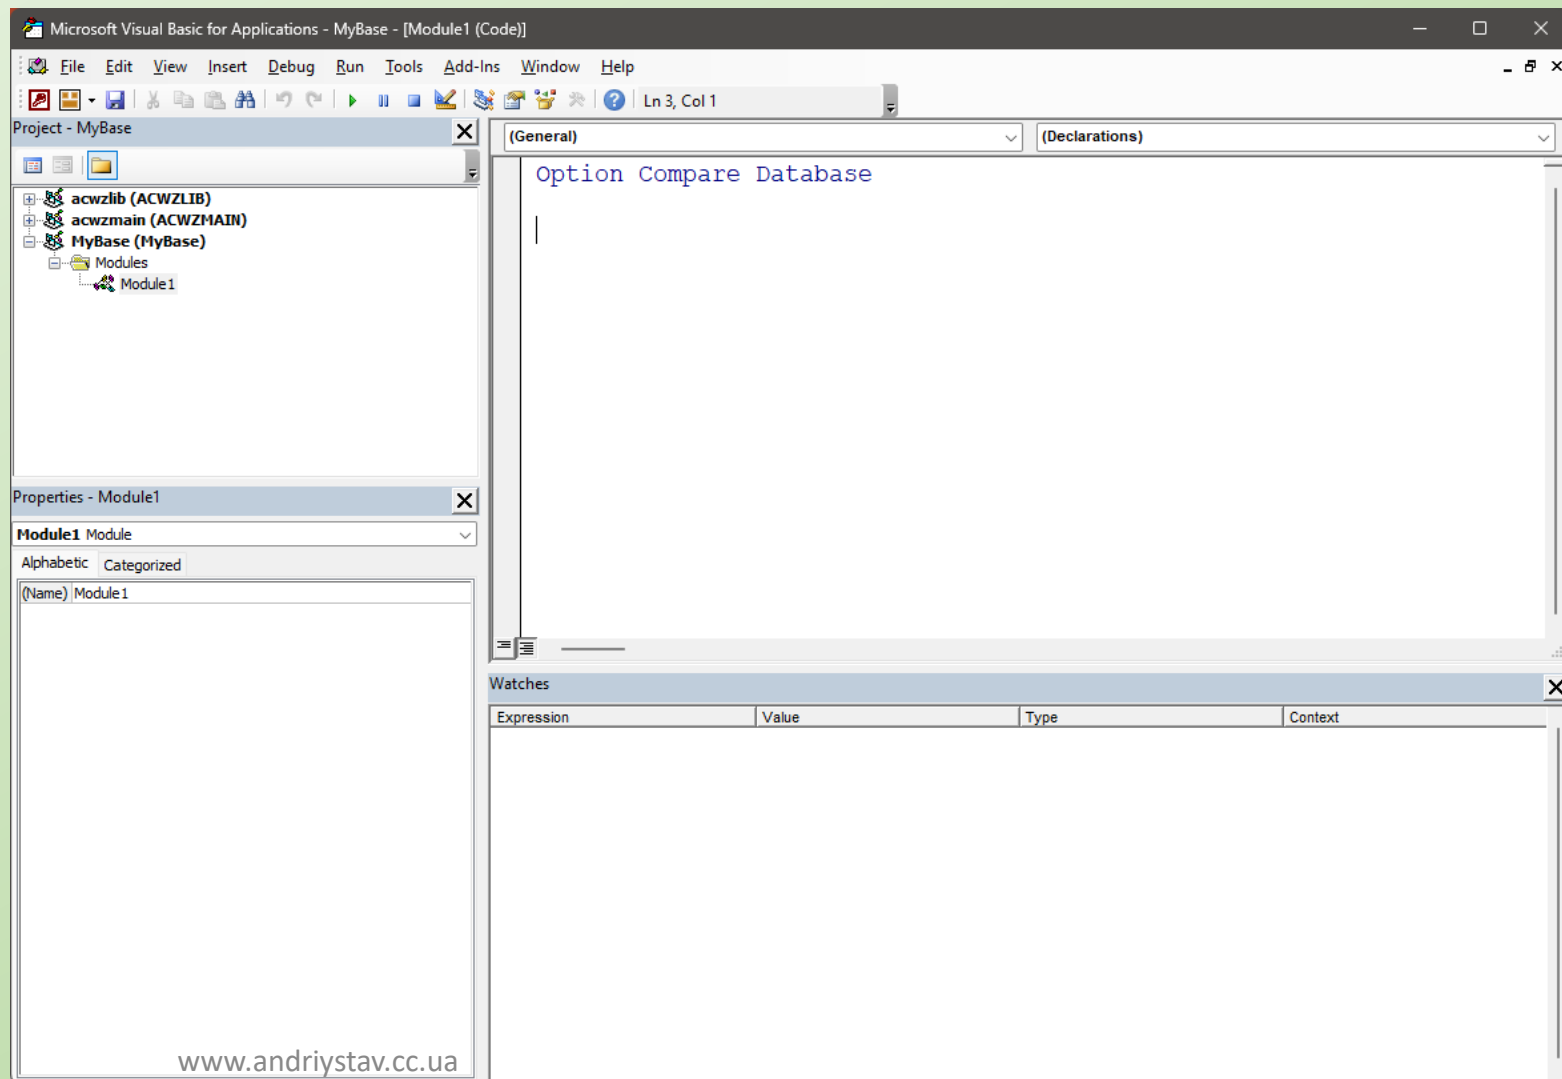 Microsoft Visual Basic for Applications - MyBase - [Module1 (Code)]
File Edit View Insert Debug Run Tools Add-Ins Window Help
Ln 3, Col 1
Project - MyBase
acwzlib (ACWZLIB)
acwzmain (ACWZMAIN)
MyBase (MyBase)
Modules
Module1
(General) (Declarations)
Option Compare Database
Properties - Module1
Module1 Module
Alphabetic Categorized
(Name) Module1
Watches
Expression Value Type Context
www.andriystav.cc.ua